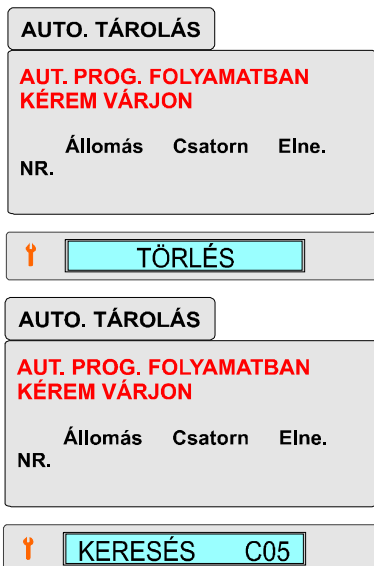 AUTO. TÁROLÁS
AUT. PROG. FOLYAMATBAN
KÉREM VÁRJON
Állomás Csatorn Elne.
NR.
TÖRLÉS
AUTO. TÁROLÁS
AUT. PROG. FOLYAMATBAN
KÉREM VÁRJON
Állomás Csatorn Elne.
NR.
KERESÉS C05